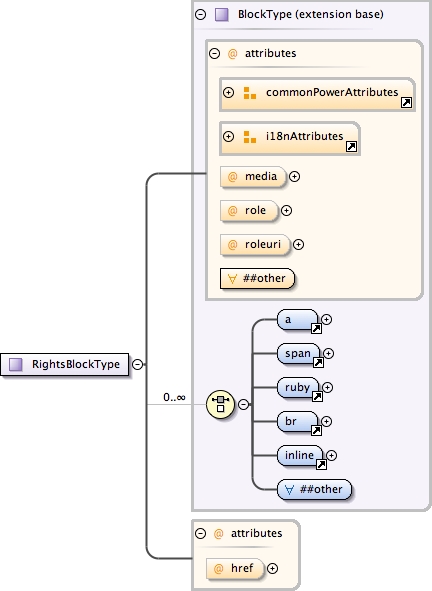 BlockType (extension base)
@ attributes
commonPowerAttributes
i18nAttributes
@ media
@ role
@ roleuri
∀ ##other
a
span
RightsBlockType
ruby
0..∞
br
inline
∀ ##other
@ attributes
@ href